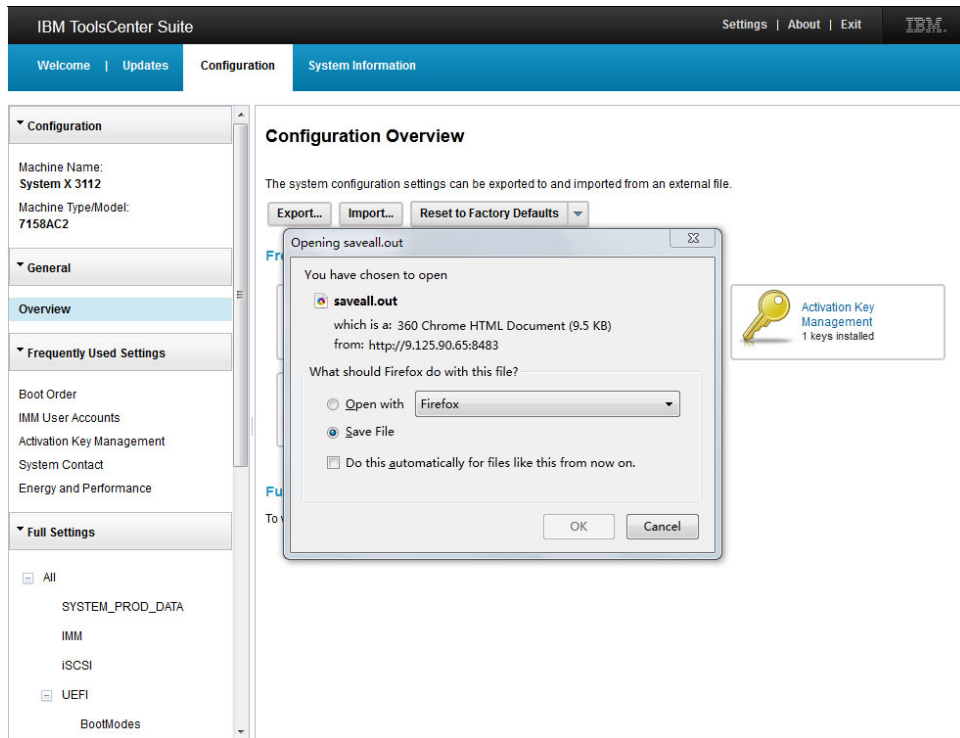 IBM ToolsCenter Suite
Settings | About | Exit
IBM.
Welcome | Updates
Configuration
System Information
Configuration
Machine Name:
System X 3112
Machine Type/Model:
7158AC2
General
Overview
Frequently Used Settings
Boot Order
IMM User Accounts
Activation Key Management
System Contact
Energy and Performance
Full Settings
All
SYSTEM_PROD_DATA
IMM
iSCSI
UEFI
BootModes
Configuration Overview
The system configuration settings can be exported to and imported from an external file.
Export... Import... Reset to Factory Defaults
Fr
Opening saveall.out
You have chosen to open
saveall.out
which is a: 360 Chrome HTML Document (9.5 KB)
from: http://9.125.90.65:8483
What should Firefox do with this file?
Open with Firefox
Save File
Do this automatically for files like this from now on.
OK Cancel
Activation Key
Management
1 keys installed
Fu
To